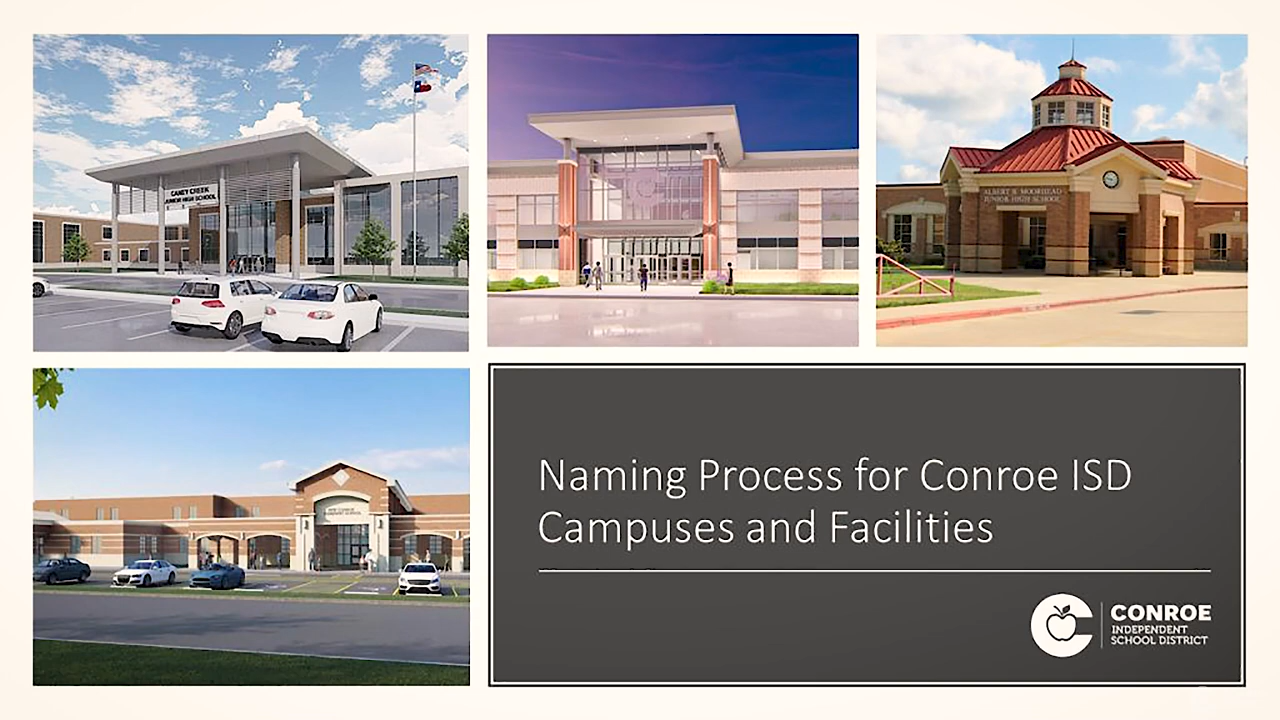 CANEY CREEK
JUNIOR HIGH SCHOOL
ALBERT B. MOORHEAD
JUNIOR HIGH SCHOOL
Naming Process for Conroe ISD
Campuses and Facilities
CONROE
INDEPENDENT
SCHOOL DISTRICT